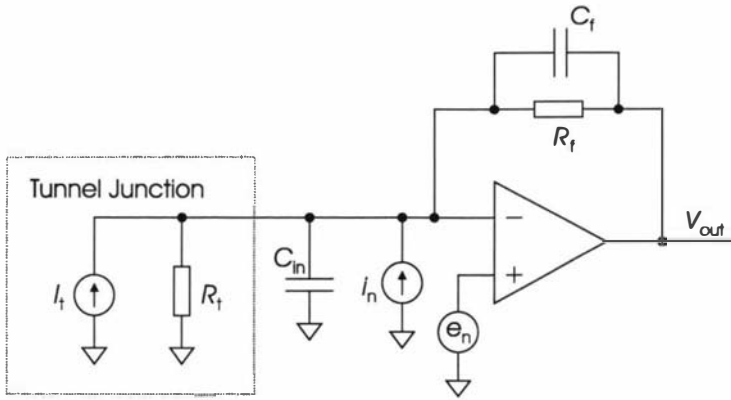 C_f
R_f
Tunnel Junction
V_out
−
C_in
+
I_t
R_t
i_n
e_n